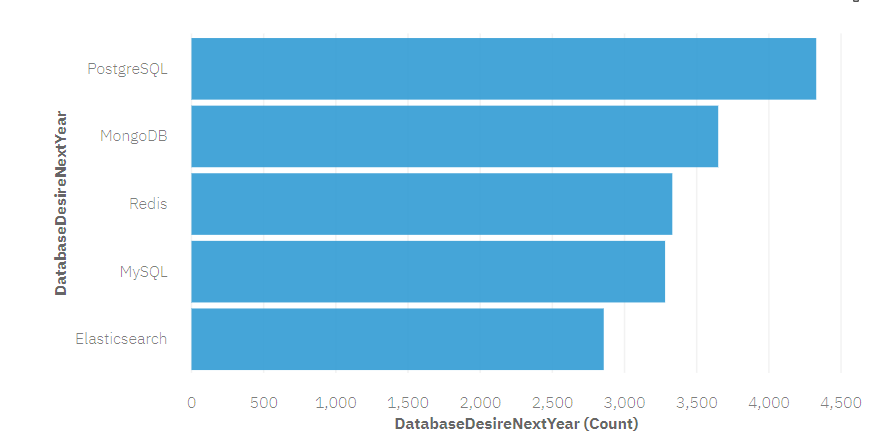 DatabaseDesireNextYear
PostgreSQL
MongoDB
Redis
MySQL
Elasticsearch
0 500 1,000 1,500 2,000 2,500 3,000 3,500 4,000 4,500
DatabaseDesireNextYear (Count)